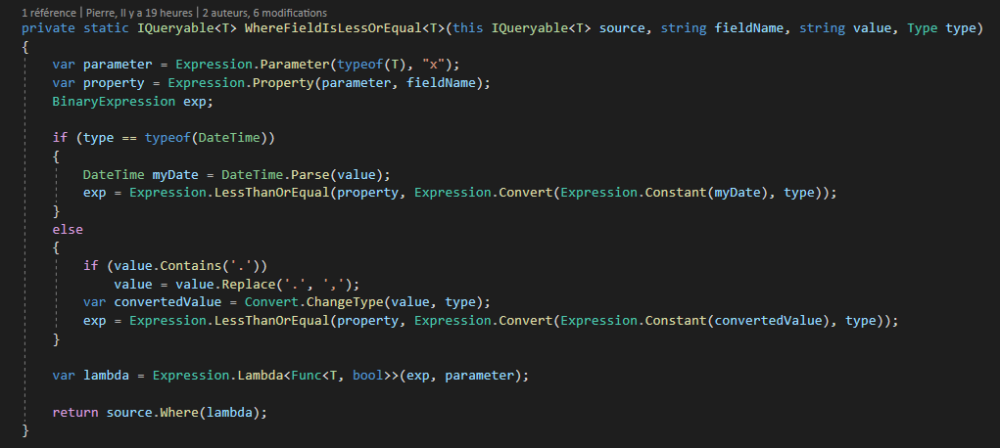 1 référence | Pierre, Il y a 19 heures | 2 auteurs, 6 modifications
private static IQueryable<T> WhereFieldIsLessOrEqual<T>(this IQueryable<T> source, string fieldName, string value, Type type)
{
    var parameter = Expression.Parameter(typeof(T), "x");
    var property = Expression.Property(parameter, fieldName);
    BinaryExpression exp;

    if (type == typeof(DateTime))
    {
        DateTime myDate = DateTime.Parse(value);
        exp = Expression.LessThanOrEqual(property, Expression.Convert(Expression.Constant(myDate), type));
    }
    else
    {
        if (value.Contains('.'))
            value = value.Replace('.', ',');
        var convertedValue = Convert.ChangeType(value, type);
        exp = Expression.LessThanOrEqual(property, Expression.Convert(Expression.Constant(convertedValue), type));
    }

    var lambda = Expression.Lambda<Func<T, bool>>(exp, parameter);

    return source.Where(lambda);
}